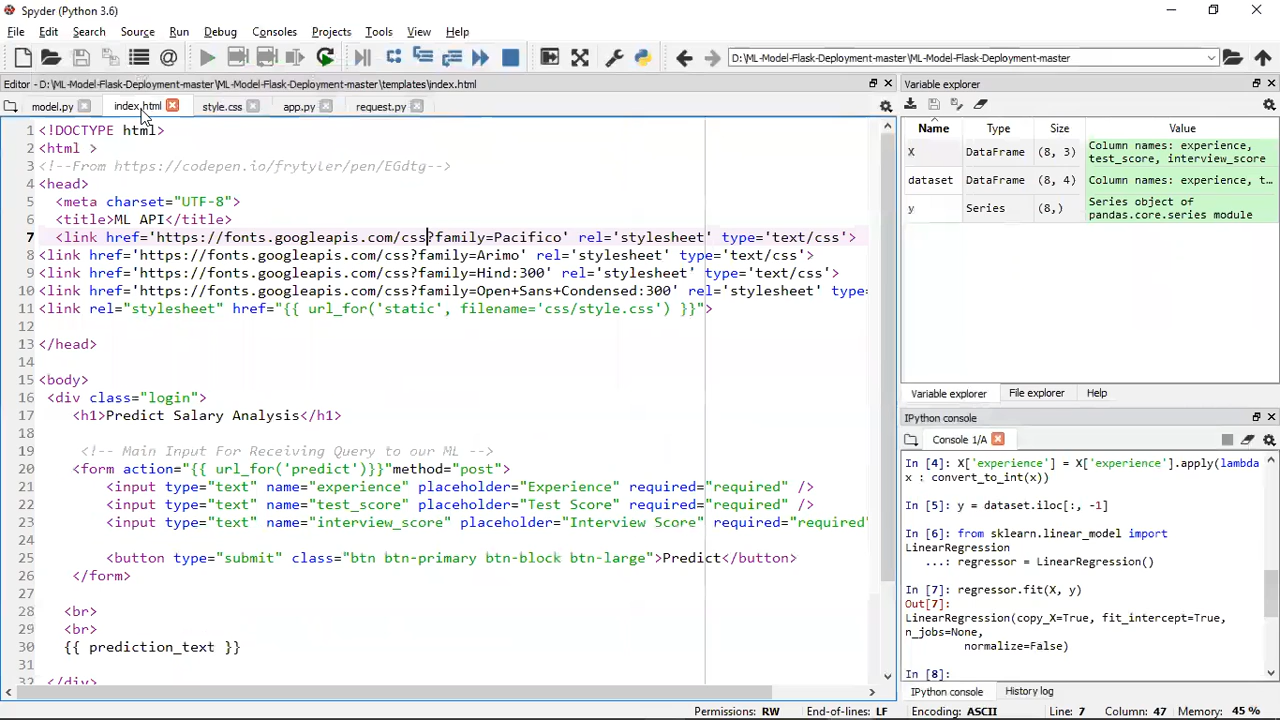 Spyder (Python 3.6)
File Edit Search Source Run Debug Consoles Projects Tools View Help
D:\ML-Model-Flask-Deployment-master\ML-Model-Flask-Deployment-master
Editor - D:\ML-Model-Flask-Deployment-master\ML-Model-Flask-Deployment-master\templates\index.html
model.py index.html style.css app.py request.py
1 <!DOCTYPE html>
2 <html >
3 <!--From https://codepen.io/frytyler/pen/EGdtg-->
4 <head>
5 <meta charset="UTF-8">
6 <title>ML API</title>
7 <link href='https://fonts.googleapis.com/css?family=Pacifico' rel='stylesheet' type='text/css'>
8 <link href='https://fonts.googleapis.com/css?family=Arimo' rel='stylesheet' type='text/css'>
9 <link href='https://fonts.googleapis.com/css?family=Hind:300' rel='stylesheet' type='text/css'>
10 <link href='https://fonts.googleapis.com/css?family=Open+Sans+Condensed:300' rel='stylesheet' type=
11 <link rel="stylesheet" href="{{ url_for('static', filename='css/style.css') }}">
12
13 </head>
14
15 <body>
16 <div class="login">
17 <h1>Predict Salary Analysis</h1>
18
19 <!-- Main Input For Receiving Query to our ML -->
20 <form action="{{ url_for('predict')}}"method="post">
21 <input type="text" name="experience" placeholder="Experience" required="required" />
22 <input type="text" name="test_score" placeholder="Test Score" required="required" />
23 <input type="text" name="interview_score" placeholder="Interview Score" required="required"
24
25 <button type="submit" class="btn btn-primary btn-block btn-large">Predict</button>
26 </form>
27
28 <br>
29 <br>
30 {{ prediction_text }}
31
32 </div>
Variable explorer
Name Type Size Value
X DataFrame (8, 3) Column names: experience, test_score, interview_score
dataset DataFrame (8, 4) Column names: experience, t...
y Series (8,) Series object of pandas.core.series module
Variable explorer File explorer Help
IPython console
Console 1/A
In [4]: X['experience'] = X['experience'].apply(lambda
x : convert_to_int(x))
In [5]: y = dataset.iloc[:, -1]
In [6]: from sklearn.linear_model import
LinearRegression
...: regressor = LinearRegression()
In [7]: regressor.fit(X, y)
Out[7]:
LinearRegression(copy_X=True, fit_intercept=True,
n_jobs=None,
normalize=False)
In [8]:
IPython console History log
Permissions: RW End-of-lines: LF Encoding: ASCII Line: 7 Column: 47 Memory: 45 %